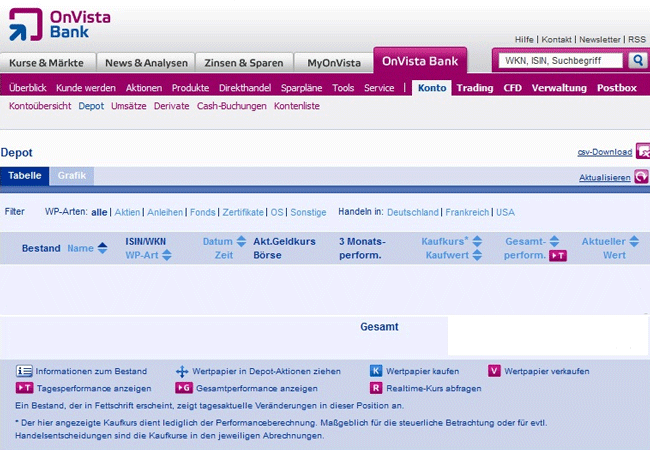 OnVista
Bank
Hilfe | Kontakt | Newsletter | RSS
Kurse & Märkte News & Analysen Zinsen & Sparen MyOnVista OnVista Bank WKN, ISIN, Suchbegriff
Überblick Kunde werden Aktionen Produkte Direkthandel Sparpläne Tools Service | Konto Trading CFD Verwaltung Postbox
Kontoübersicht Depot Umsätze Derivate Cash-Buchungen Kontenliste
Depot csv-Download
Tabelle Grafik Aktualisieren
Filter WP-Arten: alle | Aktien | Anleihen | Fonds | Zertifikate | OS | Sonstige Handeln in: Deutschland | Frankreich | USA
Bestand Name ISIN/WKN Datum Akt.Geldkurs 3 Monats- Kaufkurs* Gesamt- Aktueller
WP-Art Zeit Börse perform. Kaufwert perform. T Wert
Gesamt
Informationen zum Bestand Wertpapier in Depot-Aktionen ziehen K Wertpapier kaufen V Wertpapier verkaufen
T Tagesperformance anzeigen G Gesamtperformance anzeigen R Realtime-Kurs abfragen
Ein Bestand, der in Fettschrift erscheint, zeigt tagesaktuelle Veränderungen in dieser Position an.
* Der hier angezeigte Kaufkurs dient lediglich der Performanceberechnung. Maßgeblich für die steuerliche Betrachtung oder für evtl.
Handelsentscheidungen sind die Kaufkurse in den jeweiligen Abrechnungen.